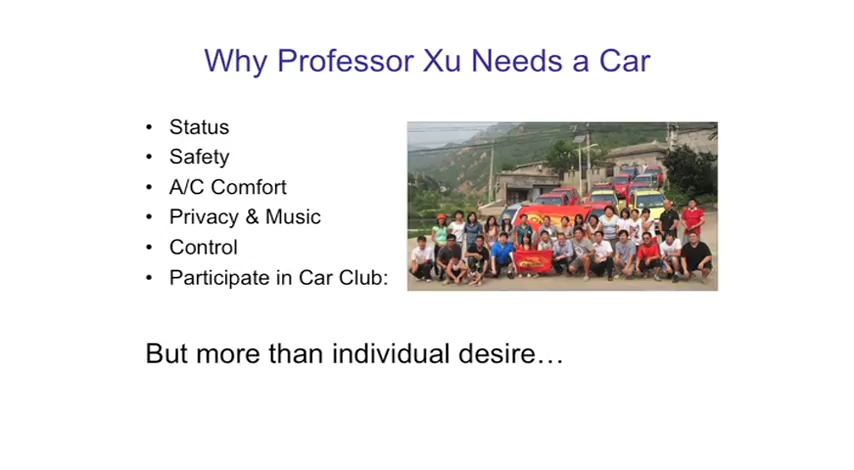 Why Professor Xu Needs a Car
• Status
• Safety
• A/C Comfort
• Privacy & Music
• Control
• Participate in Car Club:
But more than individual desire…